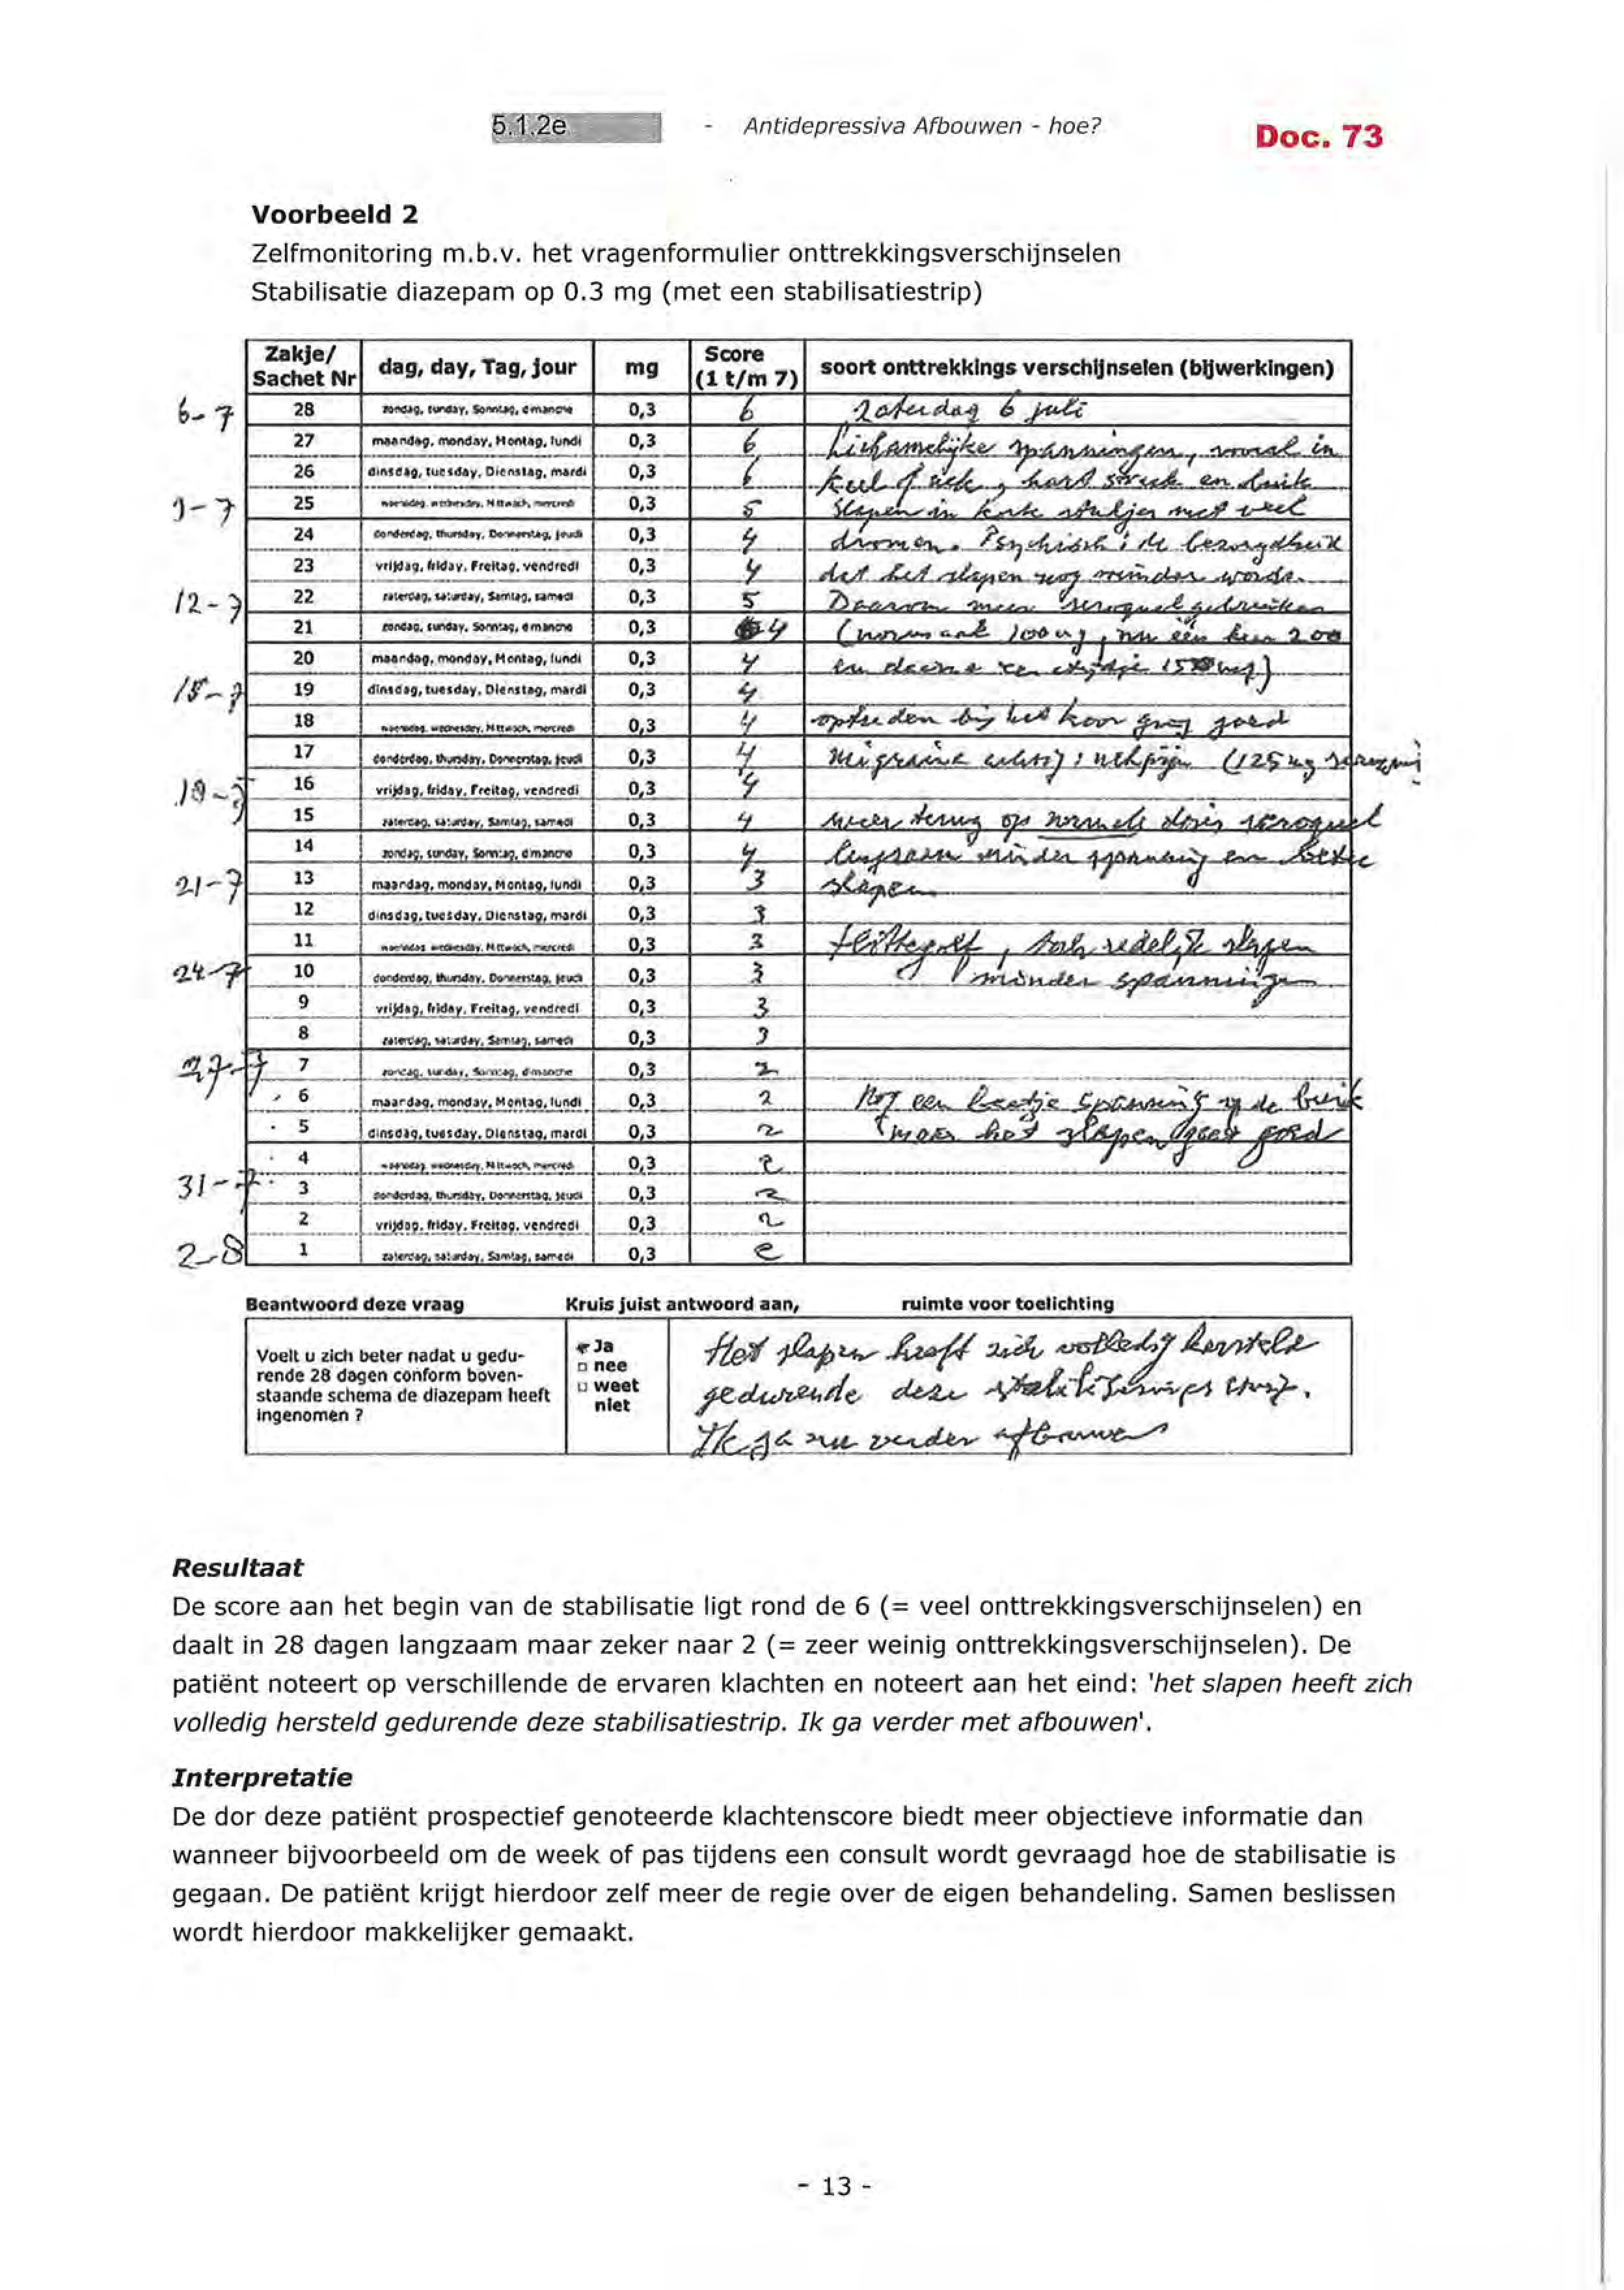 5.1.2e - Antidepressiva Afbouwen - hoe? Doc. 73
Voorbeeld 2
Zelfmonitoring m.b.v. het vragenformulier onttrekkingsverschijnselen
Stabilisatie diazepam op 0.3 mg (met een stabilisatiestrip)
Zakje/ Sachet Nr dag, day, Tag, jour mg Score (1 t/m 7) soort onttrekkings verschijnselen (bijwerkingen)
6-7 28 zondag, sunday, Sonntag, dimanche 0,3 6 Zaterdag 6 juli
27 maandag, monday, Montag, lundi 0,3 6 Lichamelijke spanningen, vooral in
26 dinsdag, tuesday, Dienstag, mardi 0,3 6 keel en buik
9-7 25 woensdag, wednesday, Mittwoch, mercredi 0,3 5 slapen in korte stukjes met veel
24 donderdag, thursday, Donnerstag, jeudi 0,3 4 dromen. Psychisch: de bezorgdheid
23 vrijdag, friday, Freitag, vendredi 0,3 4 dat het slapen nog minder wordt.
12-7 22 zaterdag, saturday, Samtag, samedi 0,3 5 Daarom meer seroquel gebruiken
21 zondag, sunday, Sonntag, dimanche 0,3 4 (normaal 100 mg, nu één keer 200
20 maandag, monday, Montag, lundi 0,3 4 en daarna 150 mg)
15-7 19 dinsdag, tuesday, Dienstag, mardi 0,3 4
18 woensdag, wednesday, Mittwoch, mercredi 0,3 4 optreden bij het koor ging goed
17 donderdag, thursday, Donnerstag, jeudi 0,3 4 Migraine nekpijn (125 mg
18-7 16 vrijdag, friday, Freitag, vendredi 0,3 4
15 zaterdag, saturday, Samtag, samedi 0,3 4 weer terug op normale dosis seroquel
14 zondag, sunday, Sonntag, dimanche 0,3 4 langzaam minder spanning en beter
21-7 13 maandag, monday, Montag, lundi 0,3 3 slapen
12 dinsdag, tuesday, Dienstag, mardi 0,3 3
11 woensdag, wednesday, Mittwoch, mercredi 0,3 3 Hittegolf, toch redelijk slapen
24-7 10 donderdag, thursday, Donnerstag, jeudi 0,3 3 minder spanningen
9 vrijdag, friday, Freitag, vendredi 0,3 3
8 zaterdag, saturday, Samtag, samedi 0,3 3
27-7 7 zondag, sunday, Sonntag, dimanche 0,3 2
6 maandag, monday, Montag, lundi 0,3 2 Nog een beetje spanning op de buik
5 dinsdag, tuesday, Dienstag, mardi 0,3 2 maar het slapen gaat goed
4 woensdag, wednesday, Mittwoch, mercredi 0,3 2
31-7 3 donderdag, thursday, Donnerstag, jeudi 0,3 2
2 vrijdag, friday, Freitag, vendredi 0,3 2
2-8 1 zaterdag, saturday, Samtag, samedi 0,3 2
Beantwoord deze vraag Kruis juist antwoord aan, ruimte voor toelichting
Voelt u zich beter nadat u gedu-
rende 28 dagen conform boven-
staande schema de diazepam heeft
ingenomen ?
Ja
nee
weet
niet
Het slapen heeft zich volledig hersteld
gedurende deze stabiliserings strip.
Ik ga nu verder afbouwen
Resultaat
De score aan het begin van de stabilisatie ligt rond de 6 (= veel onttrekkingsverschijnselen) en
daalt in 28 dagen langzaam maar zeker naar 2 (= zeer weinig onttrekkingsverschijnselen). De
patiënt noteert op verschillende de ervaren klachten en noteert aan het eind: 'het slapen heeft zich
volledig hersteld gedurende deze stabilisatiestrip. Ik ga verder met afbouwen'.
Interpretatie
De dor deze patiënt prospectief genoteerde klachtenscore biedt meer objectieve informatie dan
wanneer bijvoorbeeld om de week of pas tijdens een consult wordt gevraagd hoe de stabilisatie is
gegaan. De patiënt krijgt hierdoor zelf meer de regie over de eigen behandeling. Samen beslissen
wordt hierdoor makkelijker gemaakt.
- 13 -